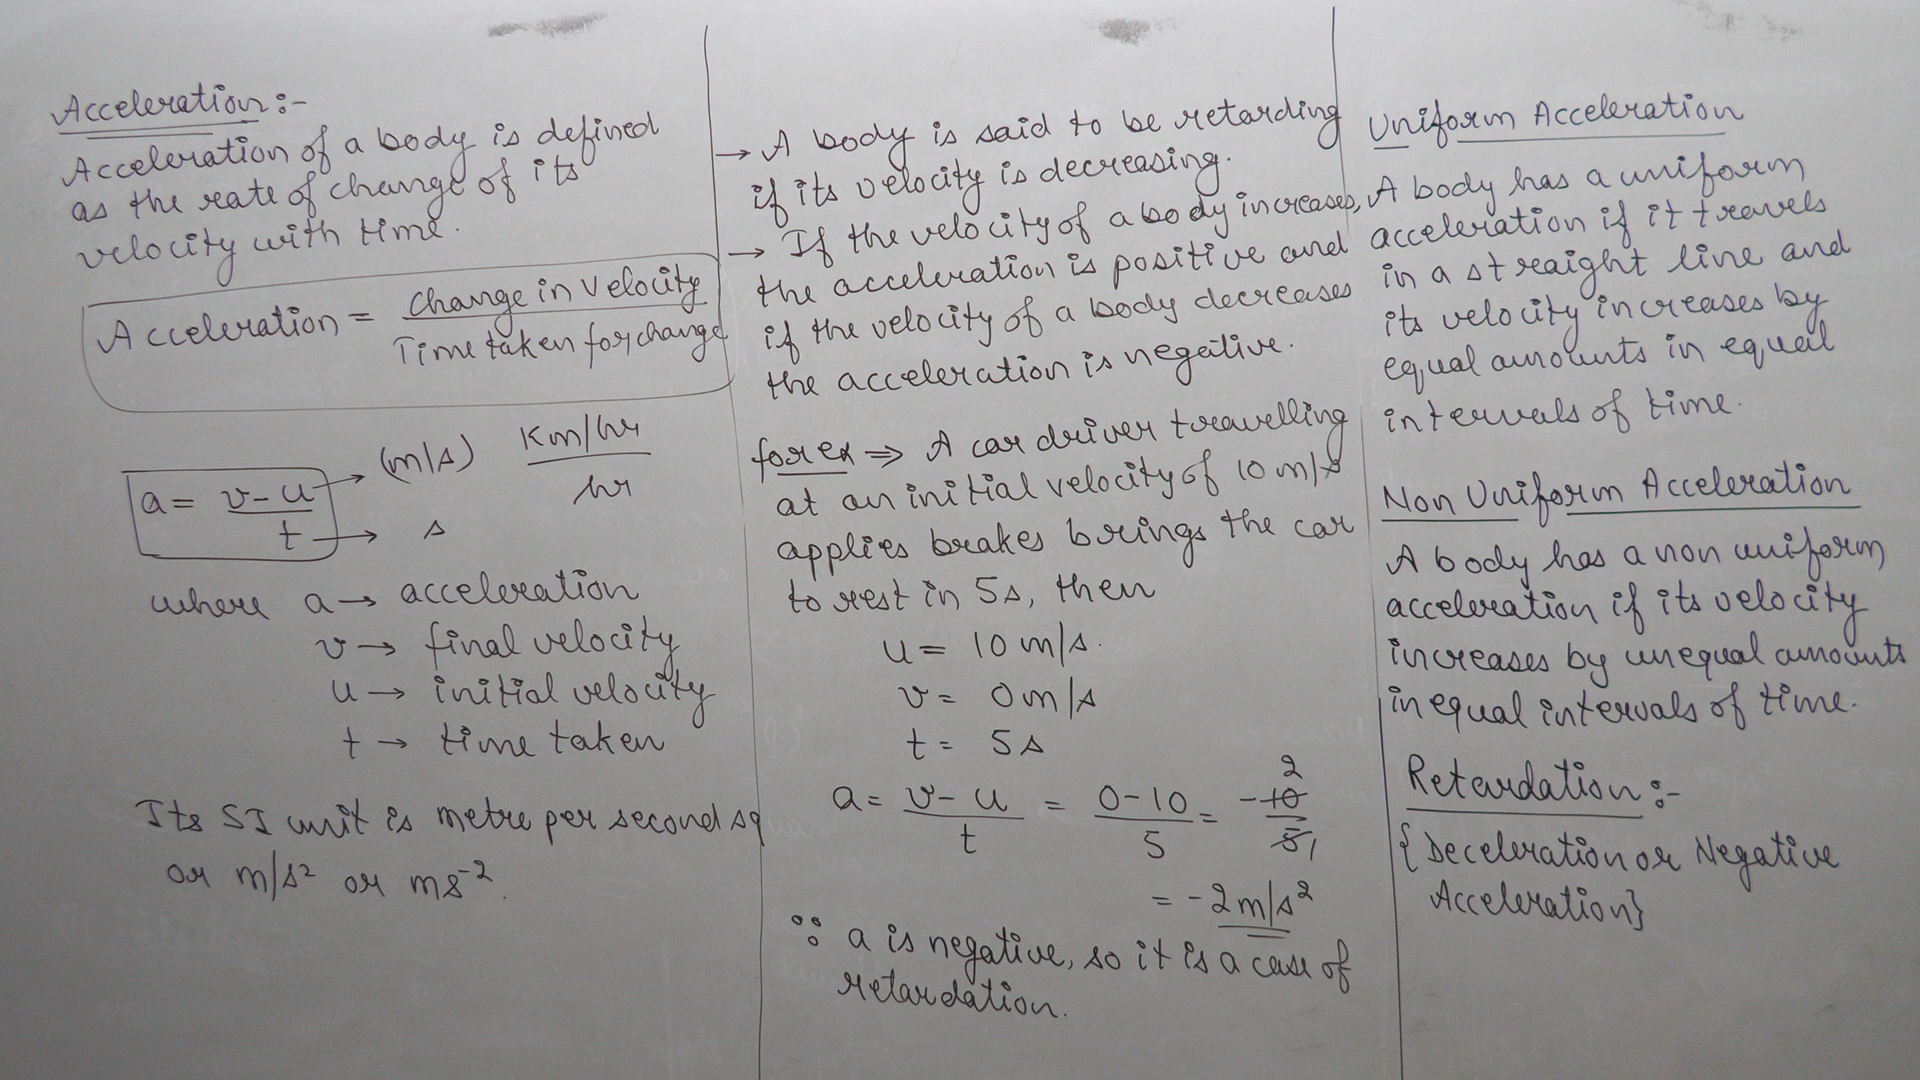 Acceleration:-
Acceleration of a body is defined
as the rate of change of its
velocity with time.
Acceleration = Change in Velocity
Time taken for change
a = v - u
t
→ (m/s)
→ s
Km/hr
hr
where a → acceleration
v → final velocity
u → initial velocity
t → time taken
Its SI unit is metre per second sq
or m/s² or ms⁻².
→ A body is said to be retarding
if its velocity is decreasing.
→ If the velocity of a body increases,
the acceleration is positive and
if the velocity of a body decreases
the acceleration is negative.
for ex ⇒ A car driver travelling
at an initial velocity of 10 m/s
applies brakes brings the car
to rest in 5s, then
u = 10 m/s.
v = 0 m/s
t = 5s
a = v - u / t = 0 - 10 / 5 = -10 / 5
2
1
= -2 m/s²
∵ a is negative, so it is a case of
retardation.
Uniform Acceleration
A body has a uniform
acceleration if it travels
in a straight line and
its velocity increases by
equal amounts in equal
intervals of time.
Non Uniform Acceleration
A body has a non uniform
acceleration if its velocity
increases by unequal amounts
in equal intervals of time.
Retardation:-
{Deceleration or Negative
Acceleration}